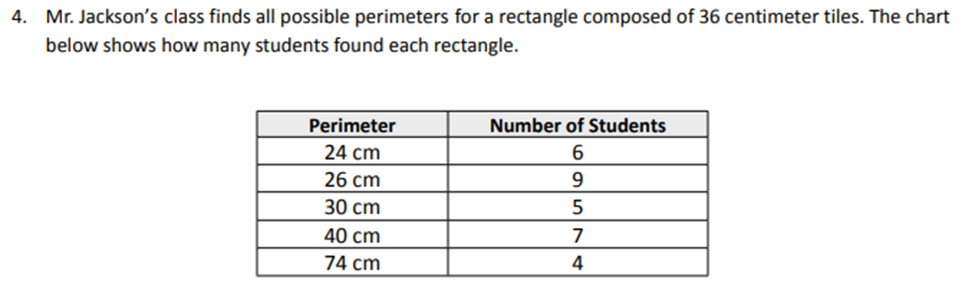 4. Mr. Jackson’s class finds all possible perimeters for a rectangle composed of 36 centimeter tiles. The chart
below shows how many students found each rectangle.
Perimeter Number of Students
24 cm 6
26 cm 9
30 cm 5
40 cm 7
74 cm 4